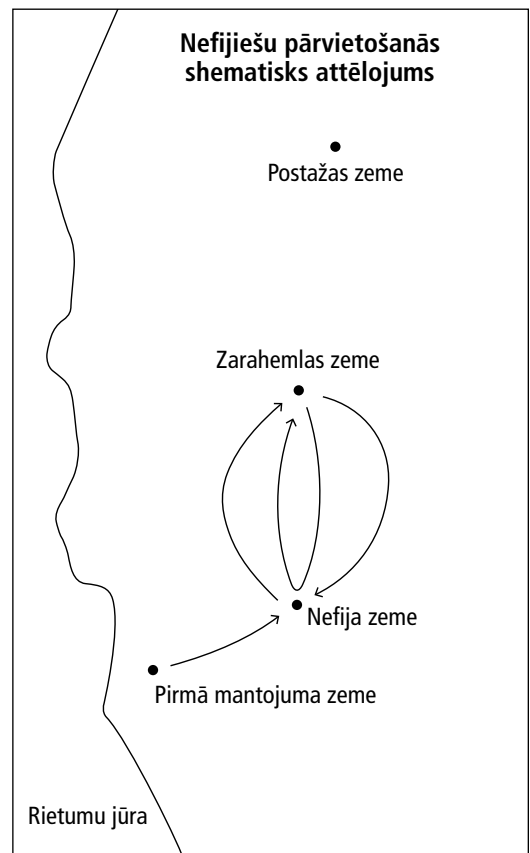 Nefijiešu pārvietošanās
shematisks attēlojums
Postažas zeme
Zarahemlas zeme
Nefija zeme
Pirmā mantojuma zeme
Rietumu jūra